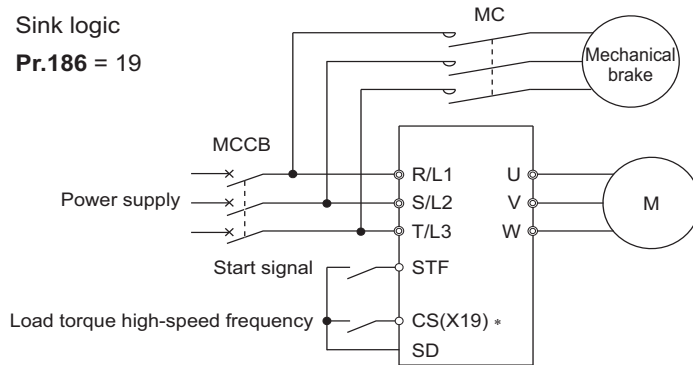 Sink logic
Pr.186 = 19
MC
Mechanical
brake
MCCB
Power supply
R/L1
S/L2
T/L3
U
V
W
M
Start signal
STF
Load torque high-speed frequency
CS(X19) *
SD